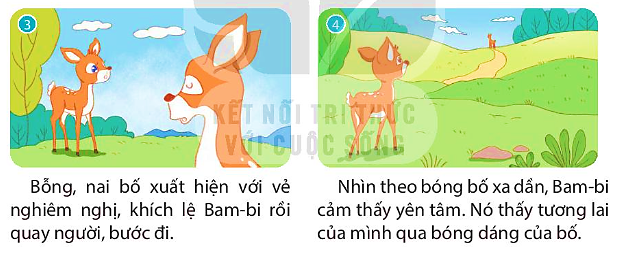 3
4
KẾT NỐI TRI THỨC
VỚI CUỘC SỐNG
Bỗng, nai bố xuất hiện với vẻ
nghiêm nghị, khích lệ Bam-bi rồi
quay người, bước đi.
Nhìn theo bóng bố xa dần, Bam-bi
cảm thấy yên tâm. Nó thấy tương lai
của mình qua bóng dáng của bố.